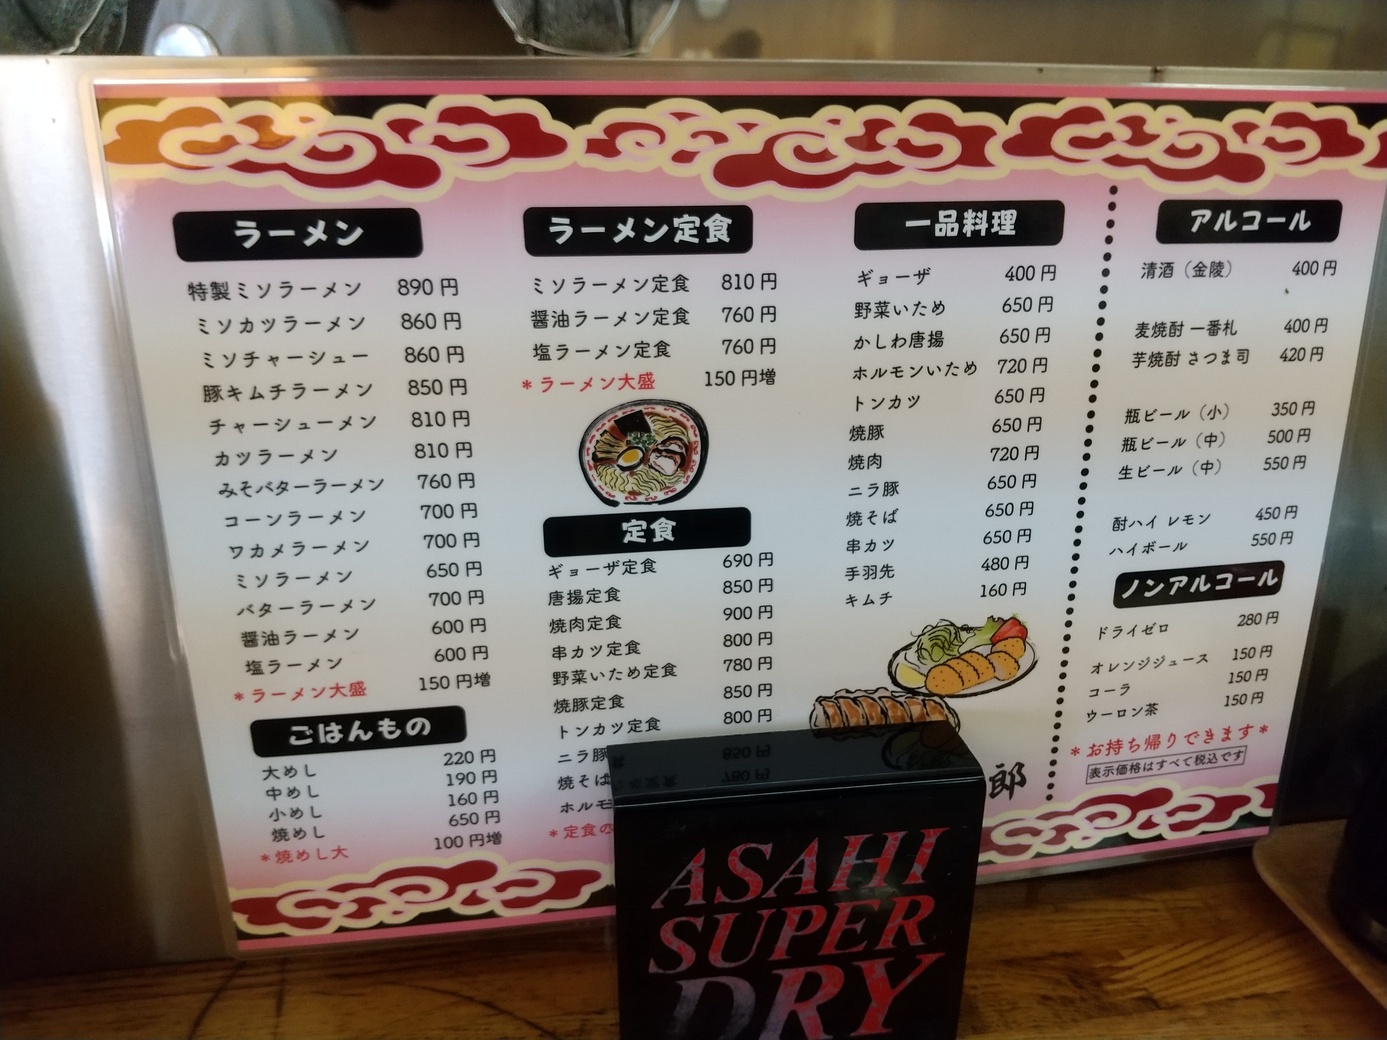 ラーメン
特製ミソラーメン 890円
ミソカツラーメン 860円
ミソチャーシュー 860円
豚キムチラーメン 850円
チャーシューメン 810円
カツラーメン 810円
みそバターラーメン 760円
コーンラーメン 700円
ワカメラーメン 700円
ミソラーメン 650円
バターラーメン 700円
醤油ラーメン 600円
塩ラーメン 600円
*ラーメン大盛 150円増
ごはんもの
大めし 220円
中めし 190円
小めし 160円
焼めし 650円
*焼めし大 100円増
ラーメン定食
ミソラーメン定食 810円
醤油ラーメン定食 760円
塩ラーメン定食 760円
*ラーメン大盛 150円増
定食
ギョーザ定食 690円
唐揚定食 850円
焼肉定食 900円
串カツ定食 800円
野菜いため定食 780円
焼豚定食 850円
トンカツ定食 800円
ニラ豚
焼そば
ホルモ
*定食の
一品料理
ギョーザ 400円
野菜いため 650円
かしわ唐揚 650円
ホルモンいため 720円
トンカツ 650円
焼豚 650円
焼肉 720円
ニラ豚 650円
焼そば 650円
串カツ 650円
手羽先 480円
キムチ 160円
郎
アルコール
清酒（金陵） 400円
麦焼酎 一番札 400円
芋焼酎 さつま司 420円
瓶ビール（小） 350円
瓶ビール（中） 500円
生ビール（中） 550円
酎ハイ レモン 450円
ハイボール 550円
ノンアルコール
ドライゼロ 280円
オレンジジュース 150円
コーラ 150円
ウーロン茶 150円
*お持ち帰りできます*
表示価格はすべて税込です
ASAHI
SUPER
DRY